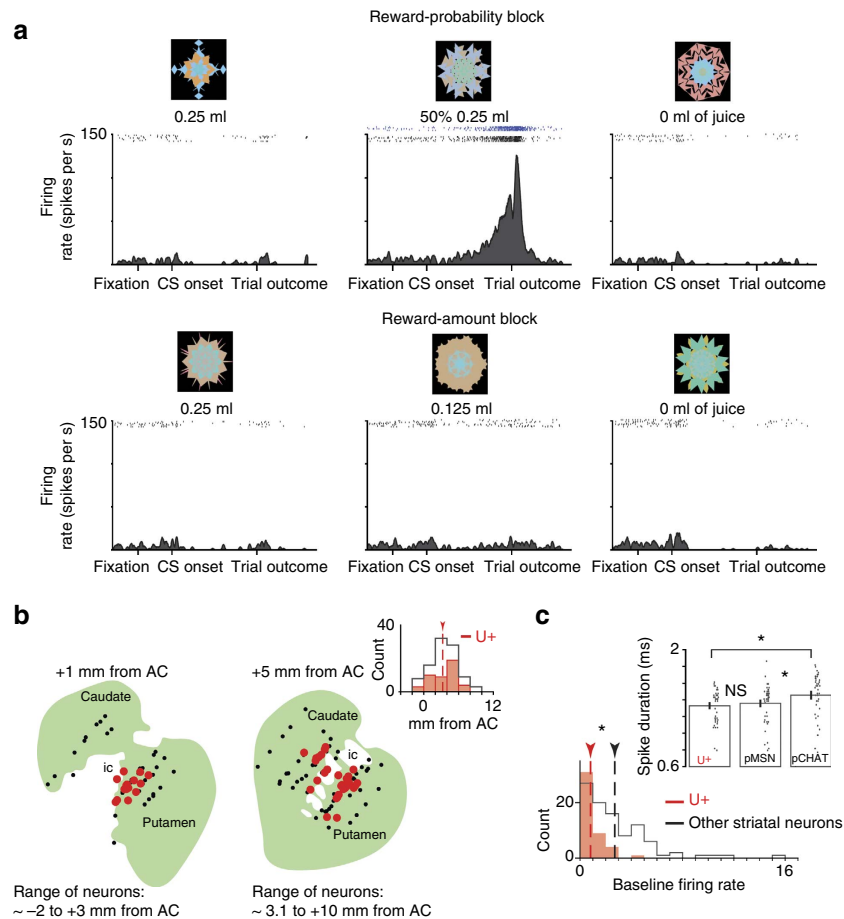 a
Reward-probability block
0.25 ml
50% 0.25 ml
0 ml of juice
150
Firing
rate (spikes per s)
Fixation CS onset Trial outcome
Fixation CS onset Trial outcome
Fixation CS onset Trial outcome
Reward-amount block
0.25 ml
0.125 ml
0 ml of juice
150
Firing
rate (spikes per s)
Fixation CS onset Trial outcome
Fixation CS onset Trial outcome
Fixation CS onset Trial outcome
b
+1 mm from AC
Caudate
ic
Putamen
Range of neurons:
~ –2 to +3 mm from AC
+5 mm from AC
Caudate
ic
Putamen
Range of neurons:
~ 3.1 to +10 mm from AC
40
Count
0
U+
0 12
mm from AC
c
2
Spike duration (ms)
0.6
*
NS
*
U+
pMSN
pCHAT
*
20
Count
0
U+
Other striatal neurons
0 16
Baseline firing rate